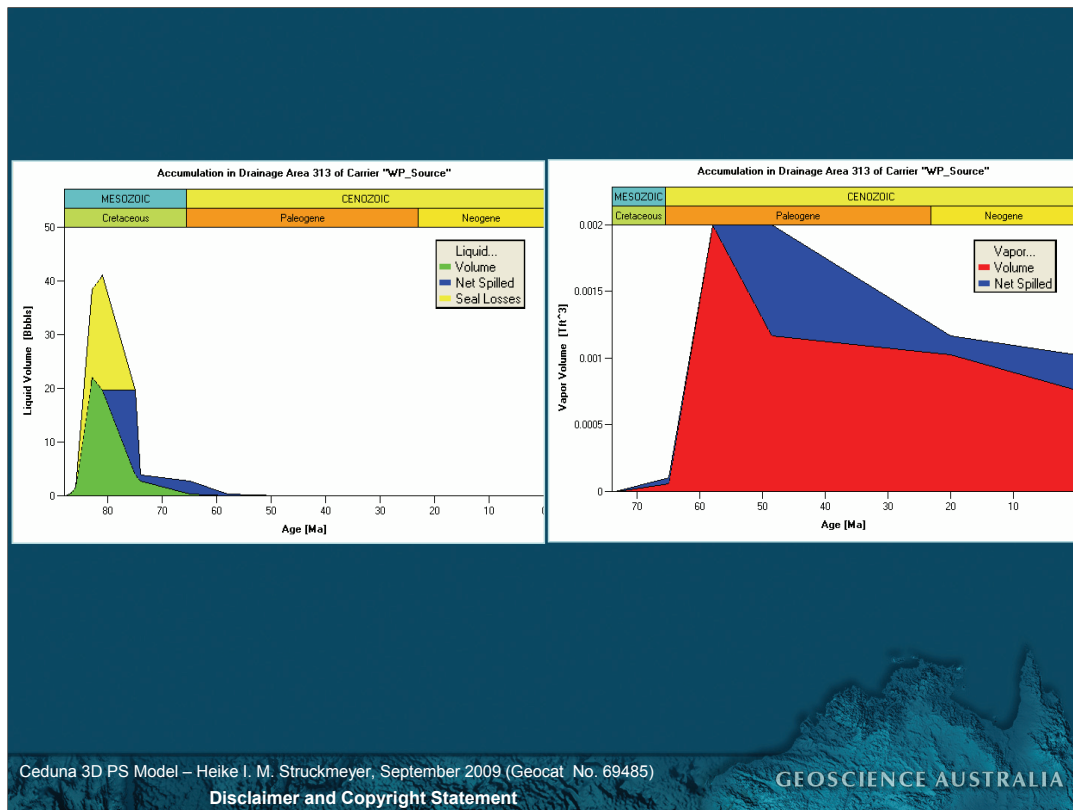 Accumulation in Drainage Area 313 of Carrier "WP_Source"
MESOZOIC CENOZOIC
Cretaceous Paleogene Neogene
50
40
30
20
10
0
Liquid Volume [Bbbls]
Liquid...
Volume
Net Spilled
Seal Losses
80 70 60 50 40 30 20 10 0
Age [Ma]
Accumulation in Drainage Area 313 of Carrier "WP_Source"
MESOZOIC CENOZOIC
Cretaceous Paleogene Neogene
0.002
0.0015
0.001
0.0005
0
Vapor Volume [Tft^3]
Vapor...
Volume
Net Spilled
70 60 50 40 30 20 10
Age [Ma]
Ceduna 3D PS Model – Heike I. M. Struckmeyer, September 2009 (Geocat No. 69485)
Disclaimer and Copyright Statement
GEOSCIENCE AUSTRALIA